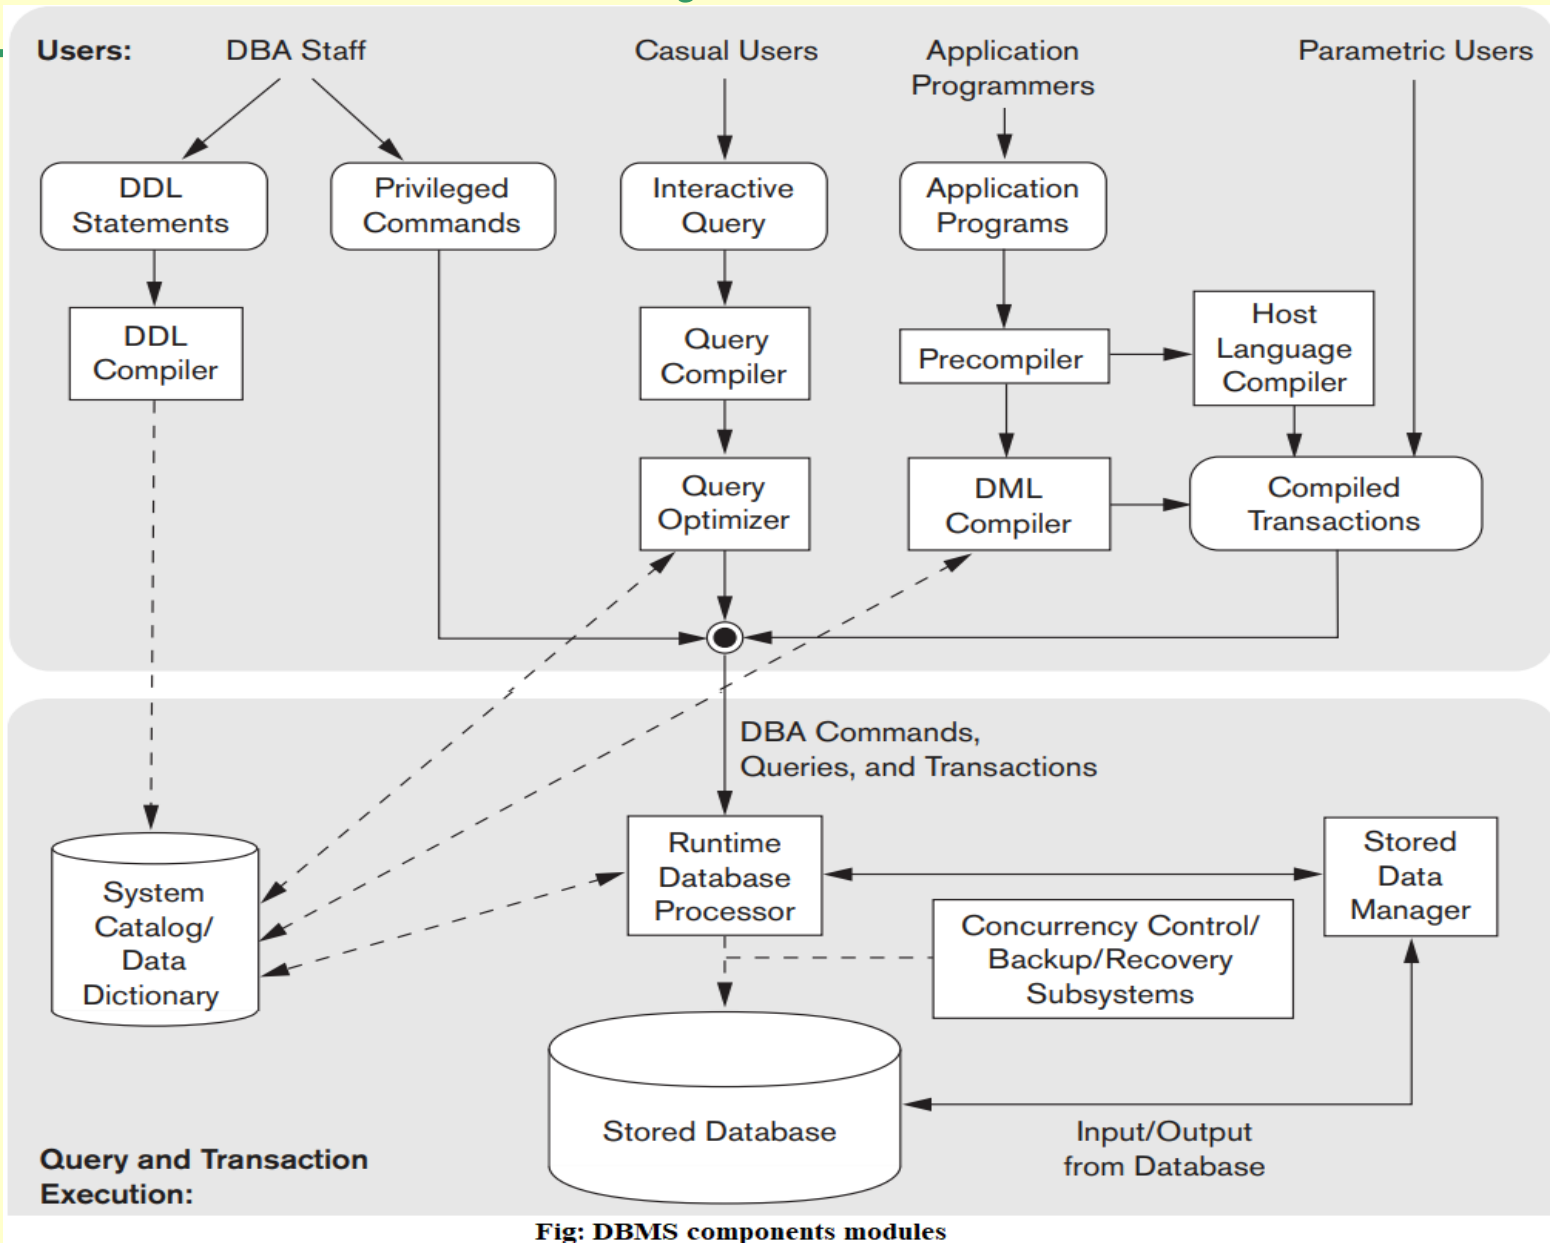 Users:
DBA Staff
Casual Users
Application
Programmers
Parametric Users
DDL
Statements
Privileged
Commands
Interactive
Query
Application
Programs
DDL
Compiler
Query
Compiler
Precompiler
Host
Language
Compiler
Query
Optimizer
DML
Compiler
Compiled
Transactions
DBA Commands,
Queries, and Transactions
System
Catalog/
Data
Dictionary
Runtime
Database
Processor
Stored
Data
Manager
Concurrency Control/
Backup/Recovery
Subsystems
Stored Database
Input/Output
from Database
Query and Transaction
Execution:
Fig: DBMS components modules